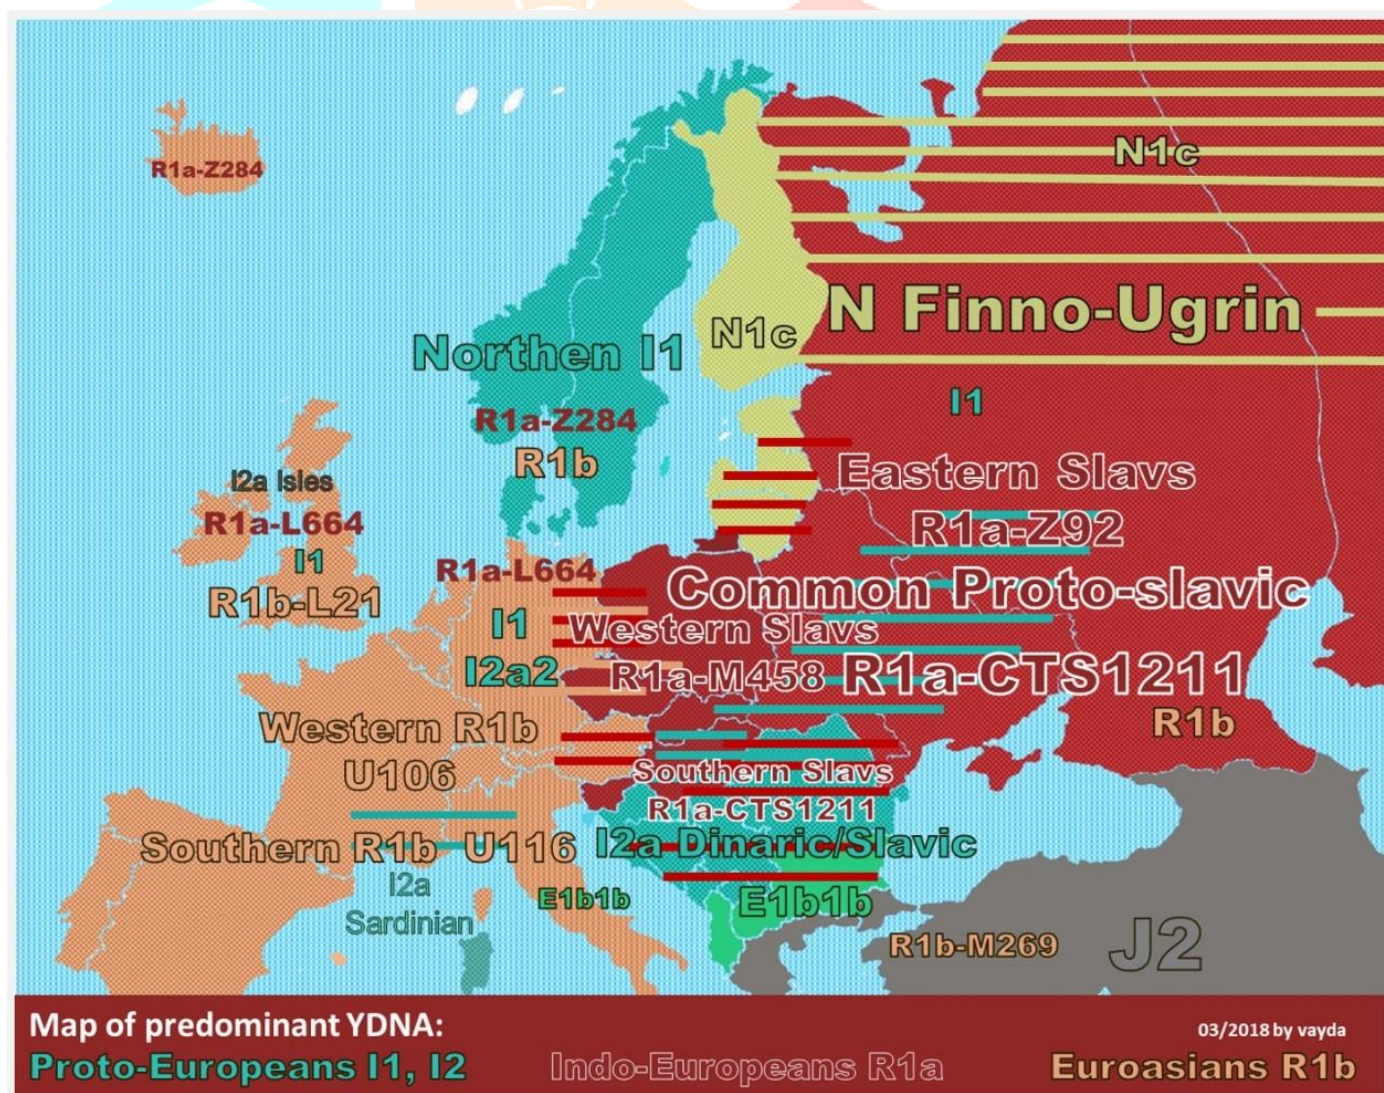 R1a-Z284
N1c
N Finno-Ugrin
N1c
Northen I1
I1
R1a-Z284
R1b
Eastern Slavs
R1a-Z92
I2a Isles
R1a-L664
I1
R1b-L21
R1a-L664
I1
I2a2
Common Proto-slavic
Western Slavs
R1a-M458
R1a-CTS1211
R1b
Western R1b
U106
Southern Slavs
R1a-CTS1211
Southern R1b
U116
I2a Dinaric/Slavic
I2a
Sardinian
E1b1b
E1b1b
R1b-M269
J2
Map of predominant YDNA:
03/2018 by vayda
Proto-Europeans I1, I2
Indo-Europeans R1a
Euroasians R1b